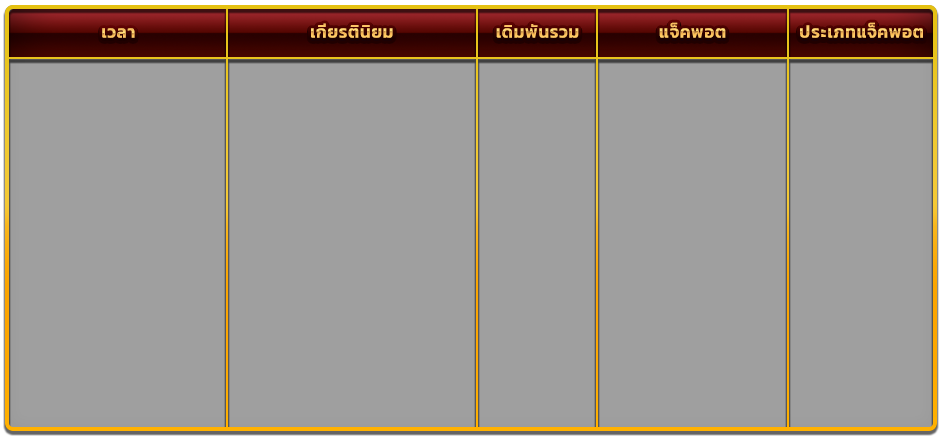 เวลา
เกียรตินิยม
เดิมพันรวม
แจ็คพอต
ประเภทแจ็คพอต